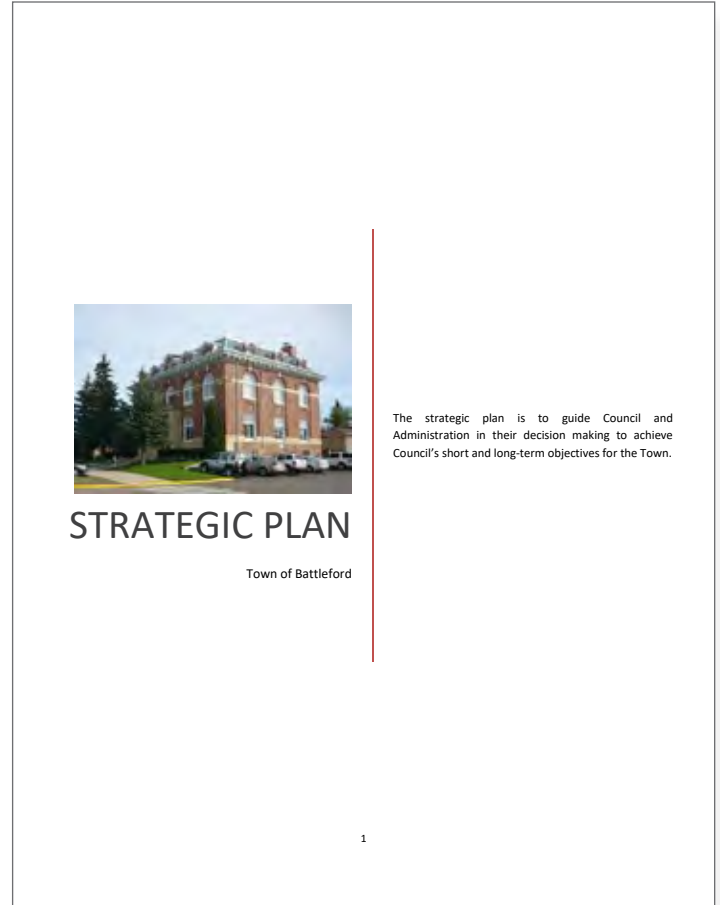 STRATEGIC PLAN
Town of Battleford
The strategic plan is to guide Council and
Administration in their decision making to achieve
Council's short and long-term objectives for the Town.
1